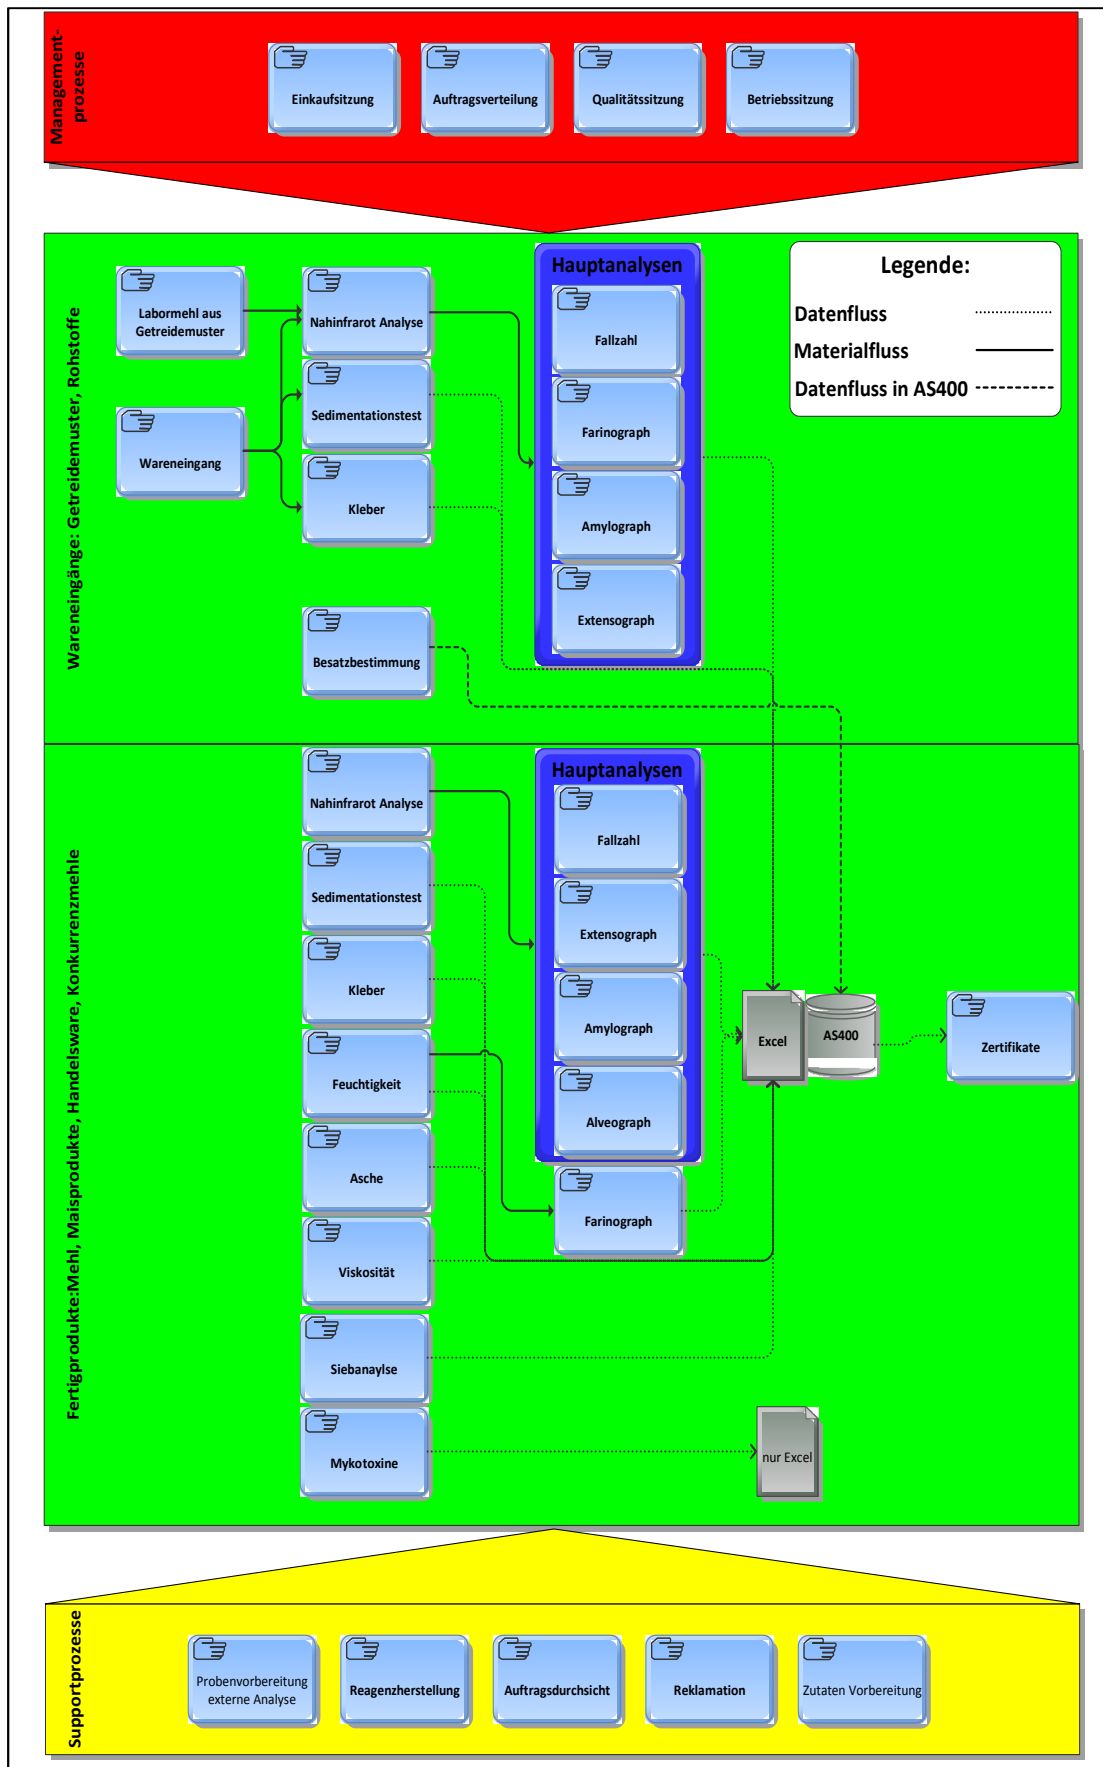 Management-
prozesse
Einkaufsitzung
Auftragsverteilung
Qualitätssitzung
Betriebssitzung
Wareneingänge: Getreidemuster, Rohstoffe
Labormehl aus
Getreidemuster
Wareneingang
Nahinfrarot Analyse
Sedimentationstest
Kleber
Besatzbestimmung
Hauptanalysen
Fallzahl
Farinograph
Amylograph
Extensograph
Legende:
Datenfluss
Materialfluss
Datenfluss in AS400
Fertigprodukte:Mehl, Maisprodukte, Handelsware, Konkurrenzmehle
Nahinfrarot Analyse
Sedimentationstest
Kleber
Feuchtigkeit
Asche
Viskosität
Siebanaylse
Mykotoxine
Hauptanalysen
Fallzahl
Extensograph
Amylograph
Alveograph
Farinograph
Excel
AS400
Zertifikate
nur Excel
Supportprozesse
Probenvorbereitung
externe Analyse
Reagenzherstellung
Auftragsdurchsicht
Reklamation
Zutaten Vorbereitung